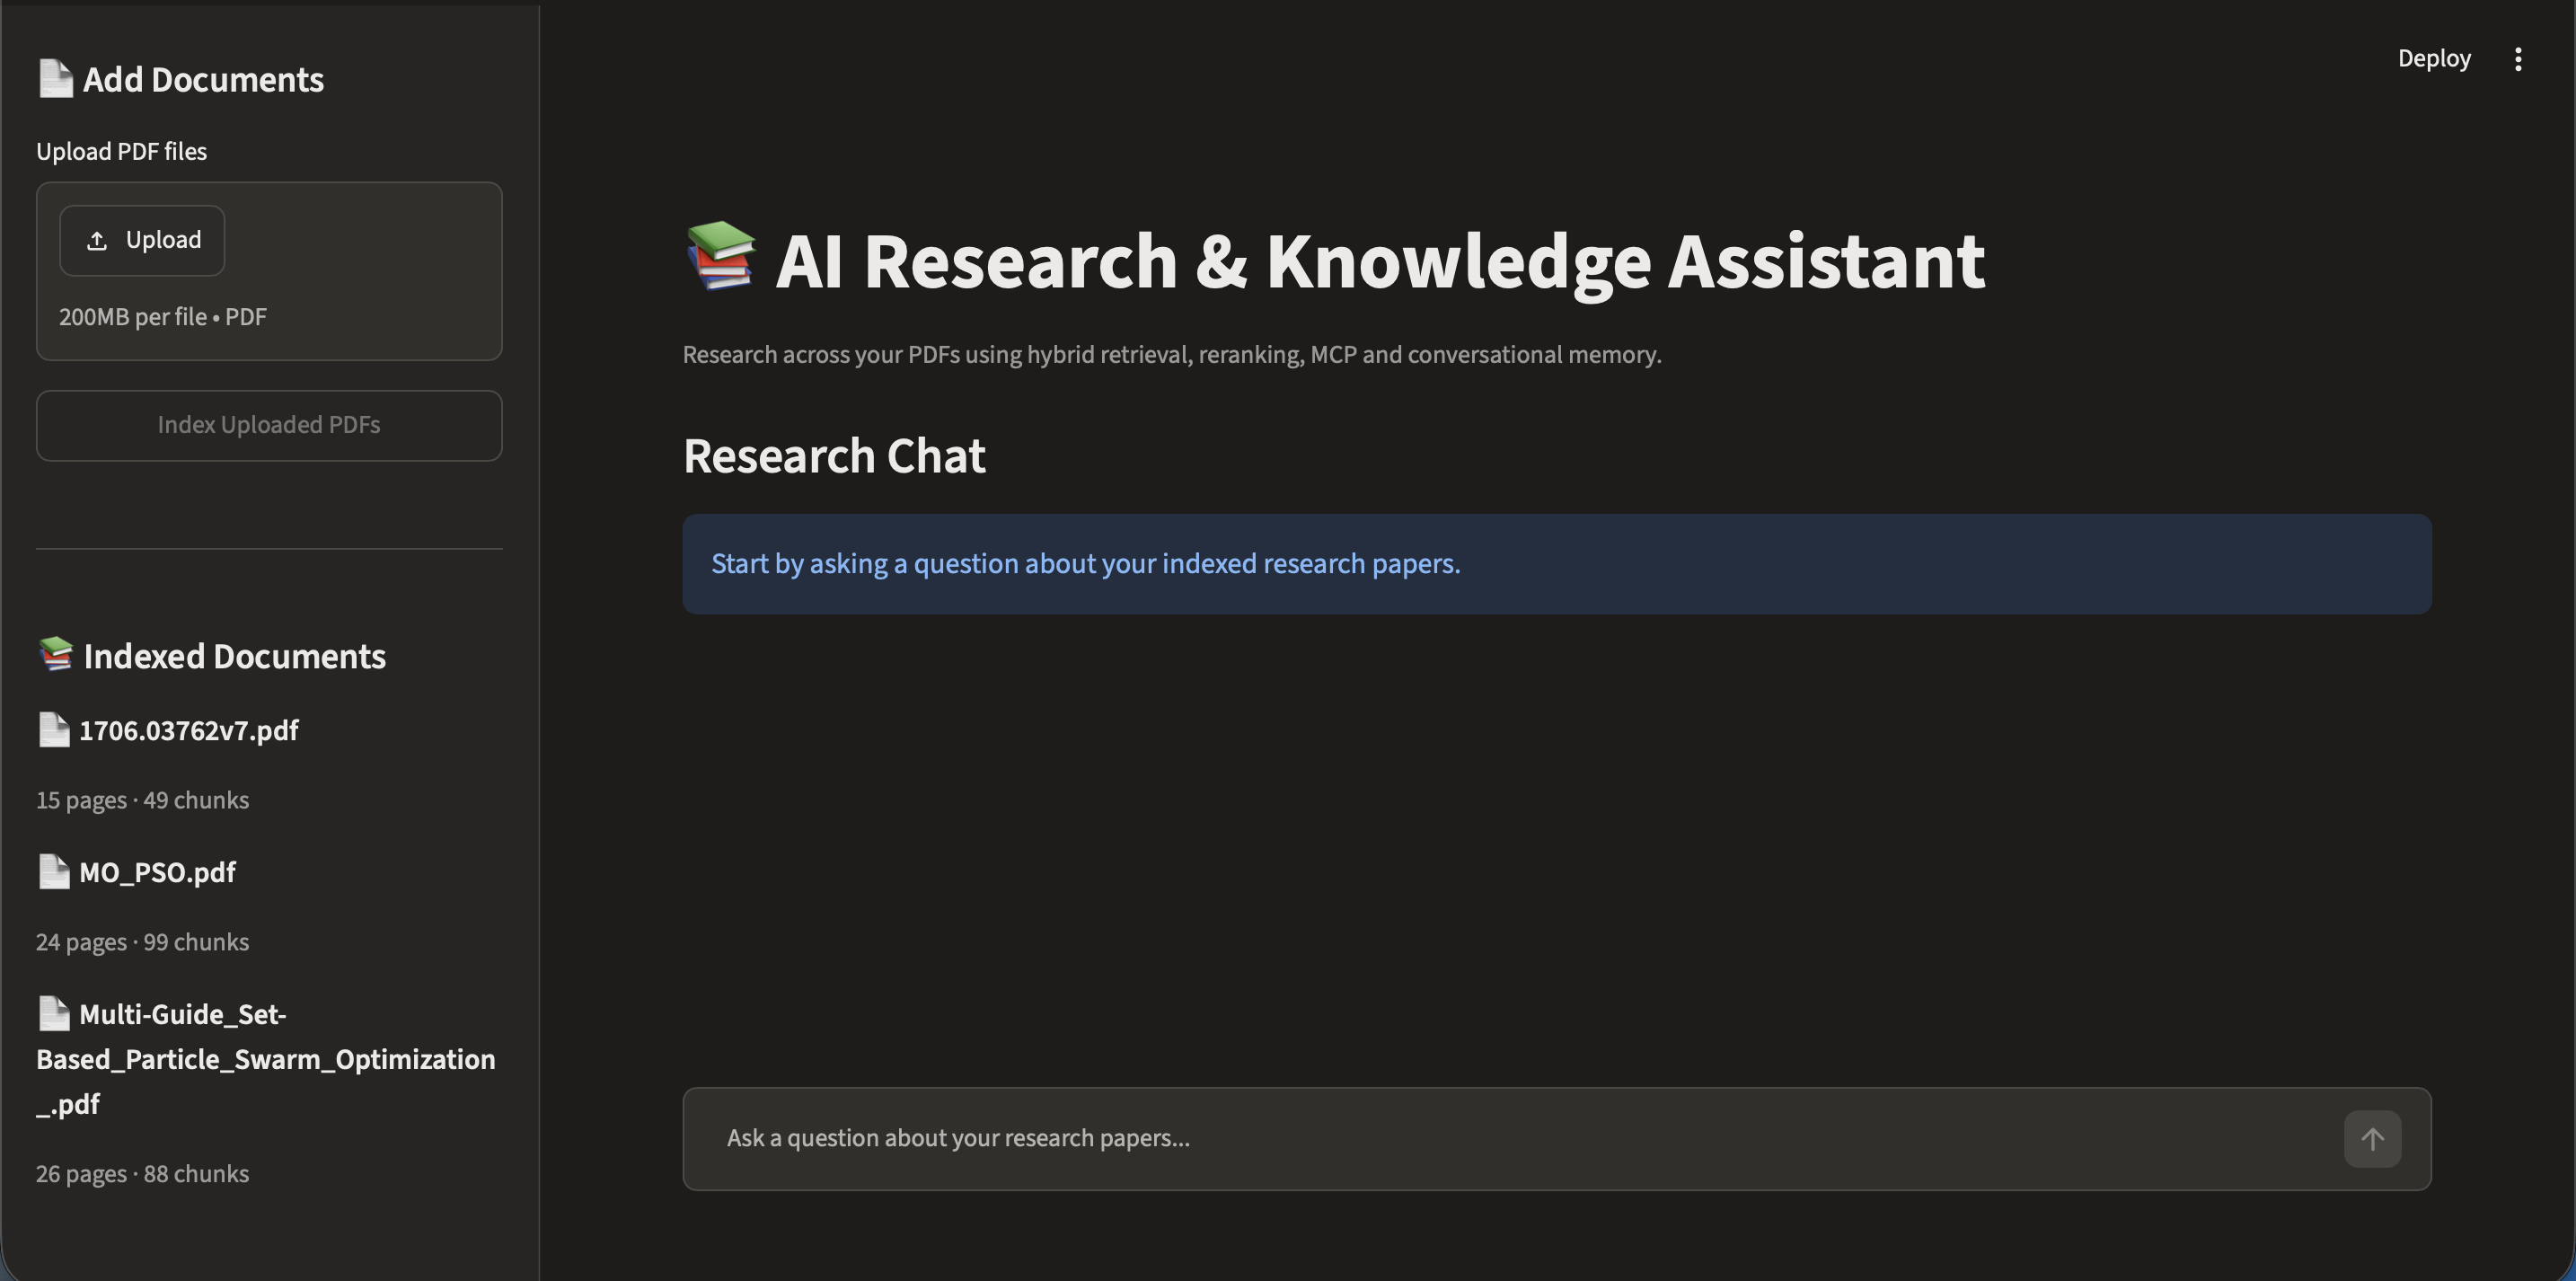 Add Documents
Upload PDF files
Upload
200MB per file • PDF
Index Uploaded PDFs
Indexed Documents
1706.03762v7.pdf
15 pages · 49 chunks
MO_PSO.pdf
24 pages · 99 chunks
Multi-Guide_Set-
Based_Particle_Swarm_Optimization
_.pdf
26 pages · 88 chunks
Deploy
AI Research & Knowledge Assistant
Research across your PDFs using hybrid retrieval, reranking, MCP and conversational memory.
Research Chat
Start by asking a question about your indexed research papers.
Ask a question about your research papers...